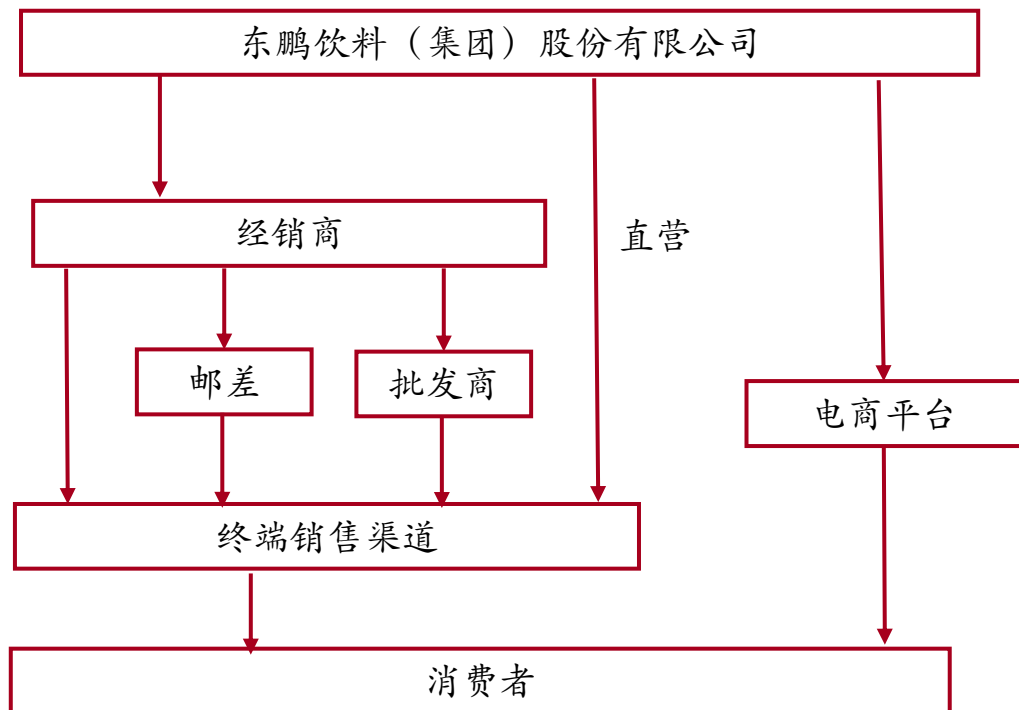 东鹏饮料（集团）股份有限公司
经销商
直营
邮差
批发商
电商平台
终端销售渠道
消费者